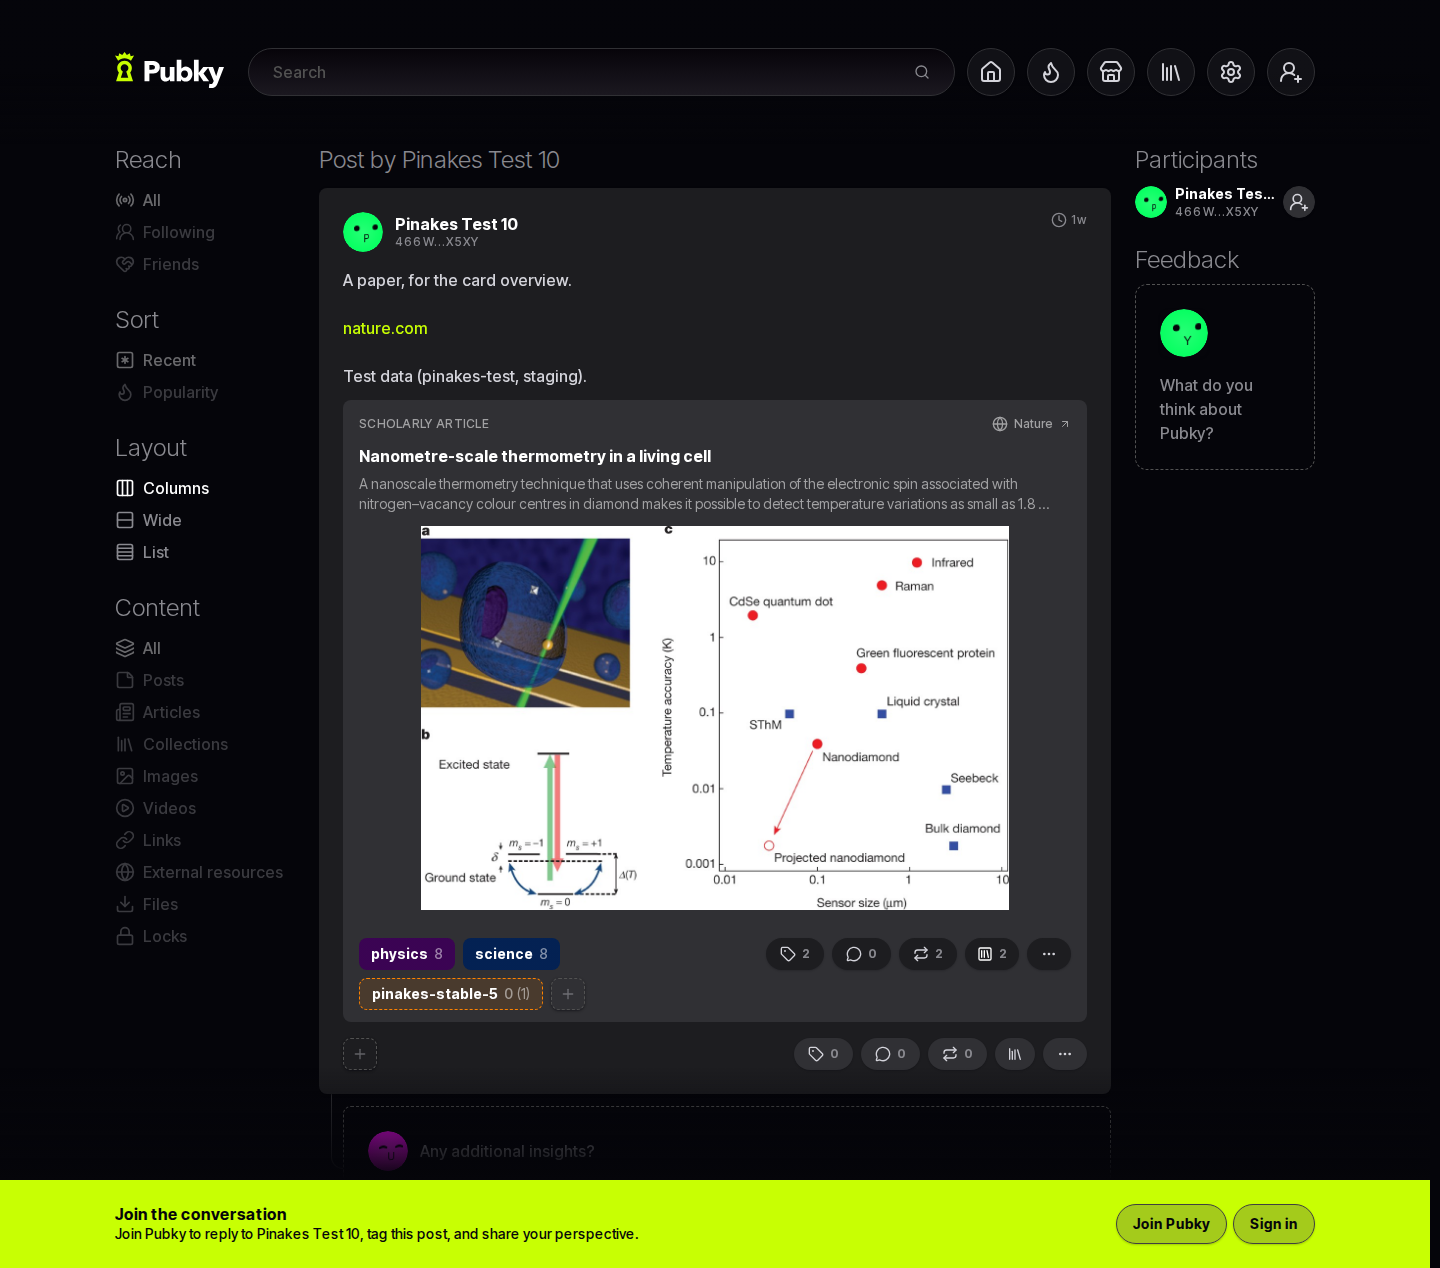 Pubky
Search
Reach
All
Following
Friends
Sort
Recent
Popularity
Layout
Columns
Wide
List
Content
All
Posts
Articles
Collections
Images
Videos
Links
External resources
Files
Locks
Post by Pinakes Test 10
P
Pinakes Test 10
466W...X5XY
1w
A paper, for the card overview.
nature.com
Test data (pinakes-test, staging).
SCHOLARLY ARTICLE
Nature
Nanometre-scale thermometry in a living cell
A nanoscale thermometry technique that uses coherent manipulation of the electronic spin associated with
nitrogen–vacancy colour centres in diamond makes it possible to detect temperature variations as small as 1.8 ...
a
b
Excited state
δ
mₛ = −1
mₛ = +1
Δ(T)
Ground state
mₛ = 0
c
Temperature accuracy (K)
10
1
0.1
0.01
0.001
Infrared
Raman
CdSe quantum dot
Green fluorescent protein
Liquid crystal
SThM
Nanodiamond
Seebeck
Bulk diamond
Projected nanodiamond
0.01
0.1
1
10
Sensor size (μm)
physics 8
science 8
2
0
2
2
pinakes-stable-5 0 (1)
0
0
0
U
Any additional insights?
Participants
P
Pinakes Tes...
466W...X5XY
Feedback
Y
What do you
think about
Pubky?
Join the conversation
Join Pubky to reply to Pinakes Test 10, tag this post, and share your perspective.
Join Pubky
Sign in